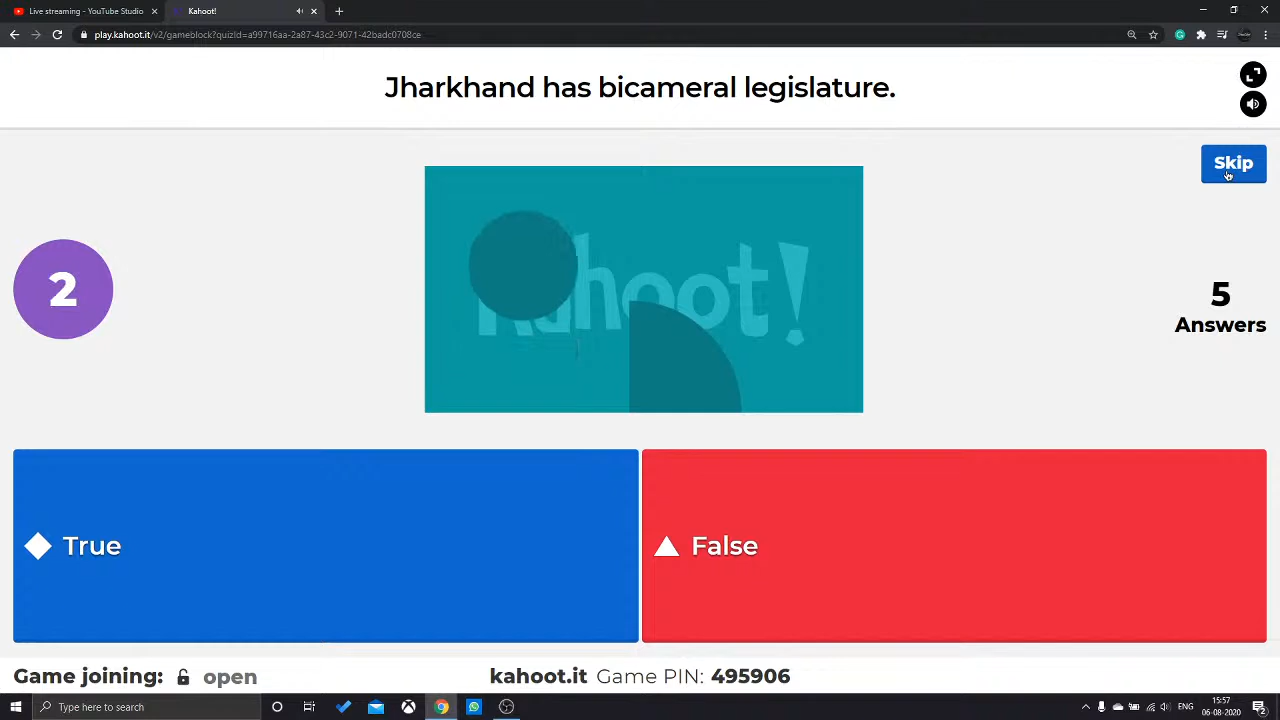 Live streaming - YouTube Studio
Kahoot!
play.kahoot.it/v2/gameblock?quizId=a99716aa-2a87-43c2-9071-42badc0708ce
Jharkhand has bicameral legislature.
Skip
Kahoot!
2
5
Answers
True
False
Game joining: open
kahoot.it Game PIN: 495906
Type here to search
ENG
15:57
06-08-2020
2